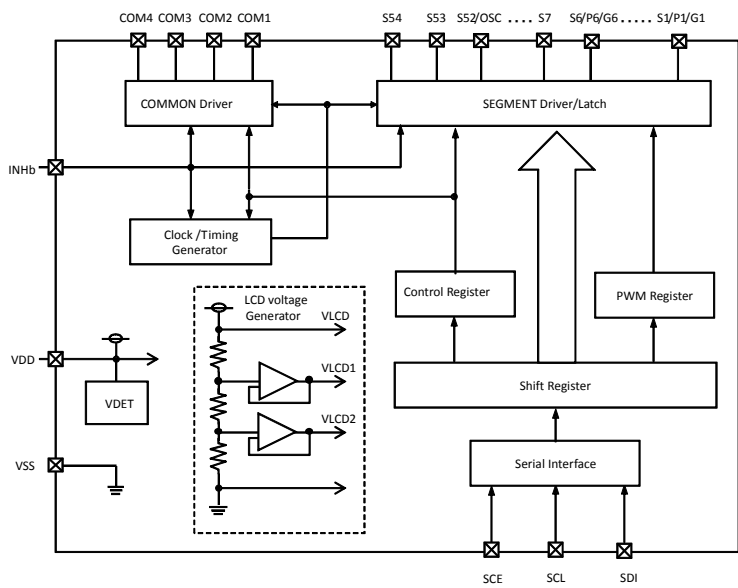 COM4 COM3 COM2 COM1 S54 S53 S52/OSC .... S7 S6/P6/G6 ..... S1/P1/G1
COMMON Driver
SEGMENT Driver/Latch
INHb
Clock /Timing
Generator
LCD voltage
Generator
VLCD
Control Register
PWM Register
VDD
VLCD1
VDET
VLCD2
Shift Register
VSS
Serial Interface
SCE SCL SDI